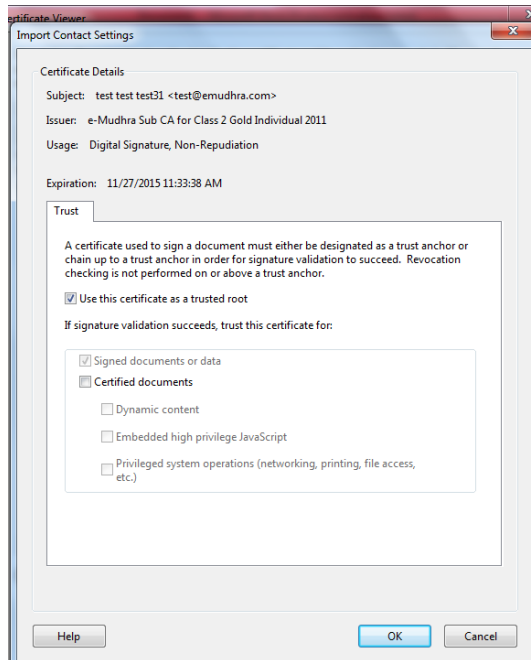 ertificate Viewer
Import Contact Settings
Certificate Details
Subject: test test test31 <test@emudhra.com>
Issuer: e-Mudhra Sub CA for Class 2 Gold Individual 2011
Usage: Digital Signature, Non-Repudiation
Expiration: 11/27/2015 11:33:38 AM
Trust
A certificate used to sign a document must either be designated as a trust anchor or
chain up to a trust anchor in order for signature validation to succeed. Revocation
checking is not performed on or above a trust anchor.
Use this certificate as a trusted root
If signature validation succeeds, trust this certificate for:
Signed documents or data
Certified documents
Dynamic content
Embedded high privilege JavaScript
Privileged system operations (networking, printing, file access,
etc.)
Help
OK
Cancel